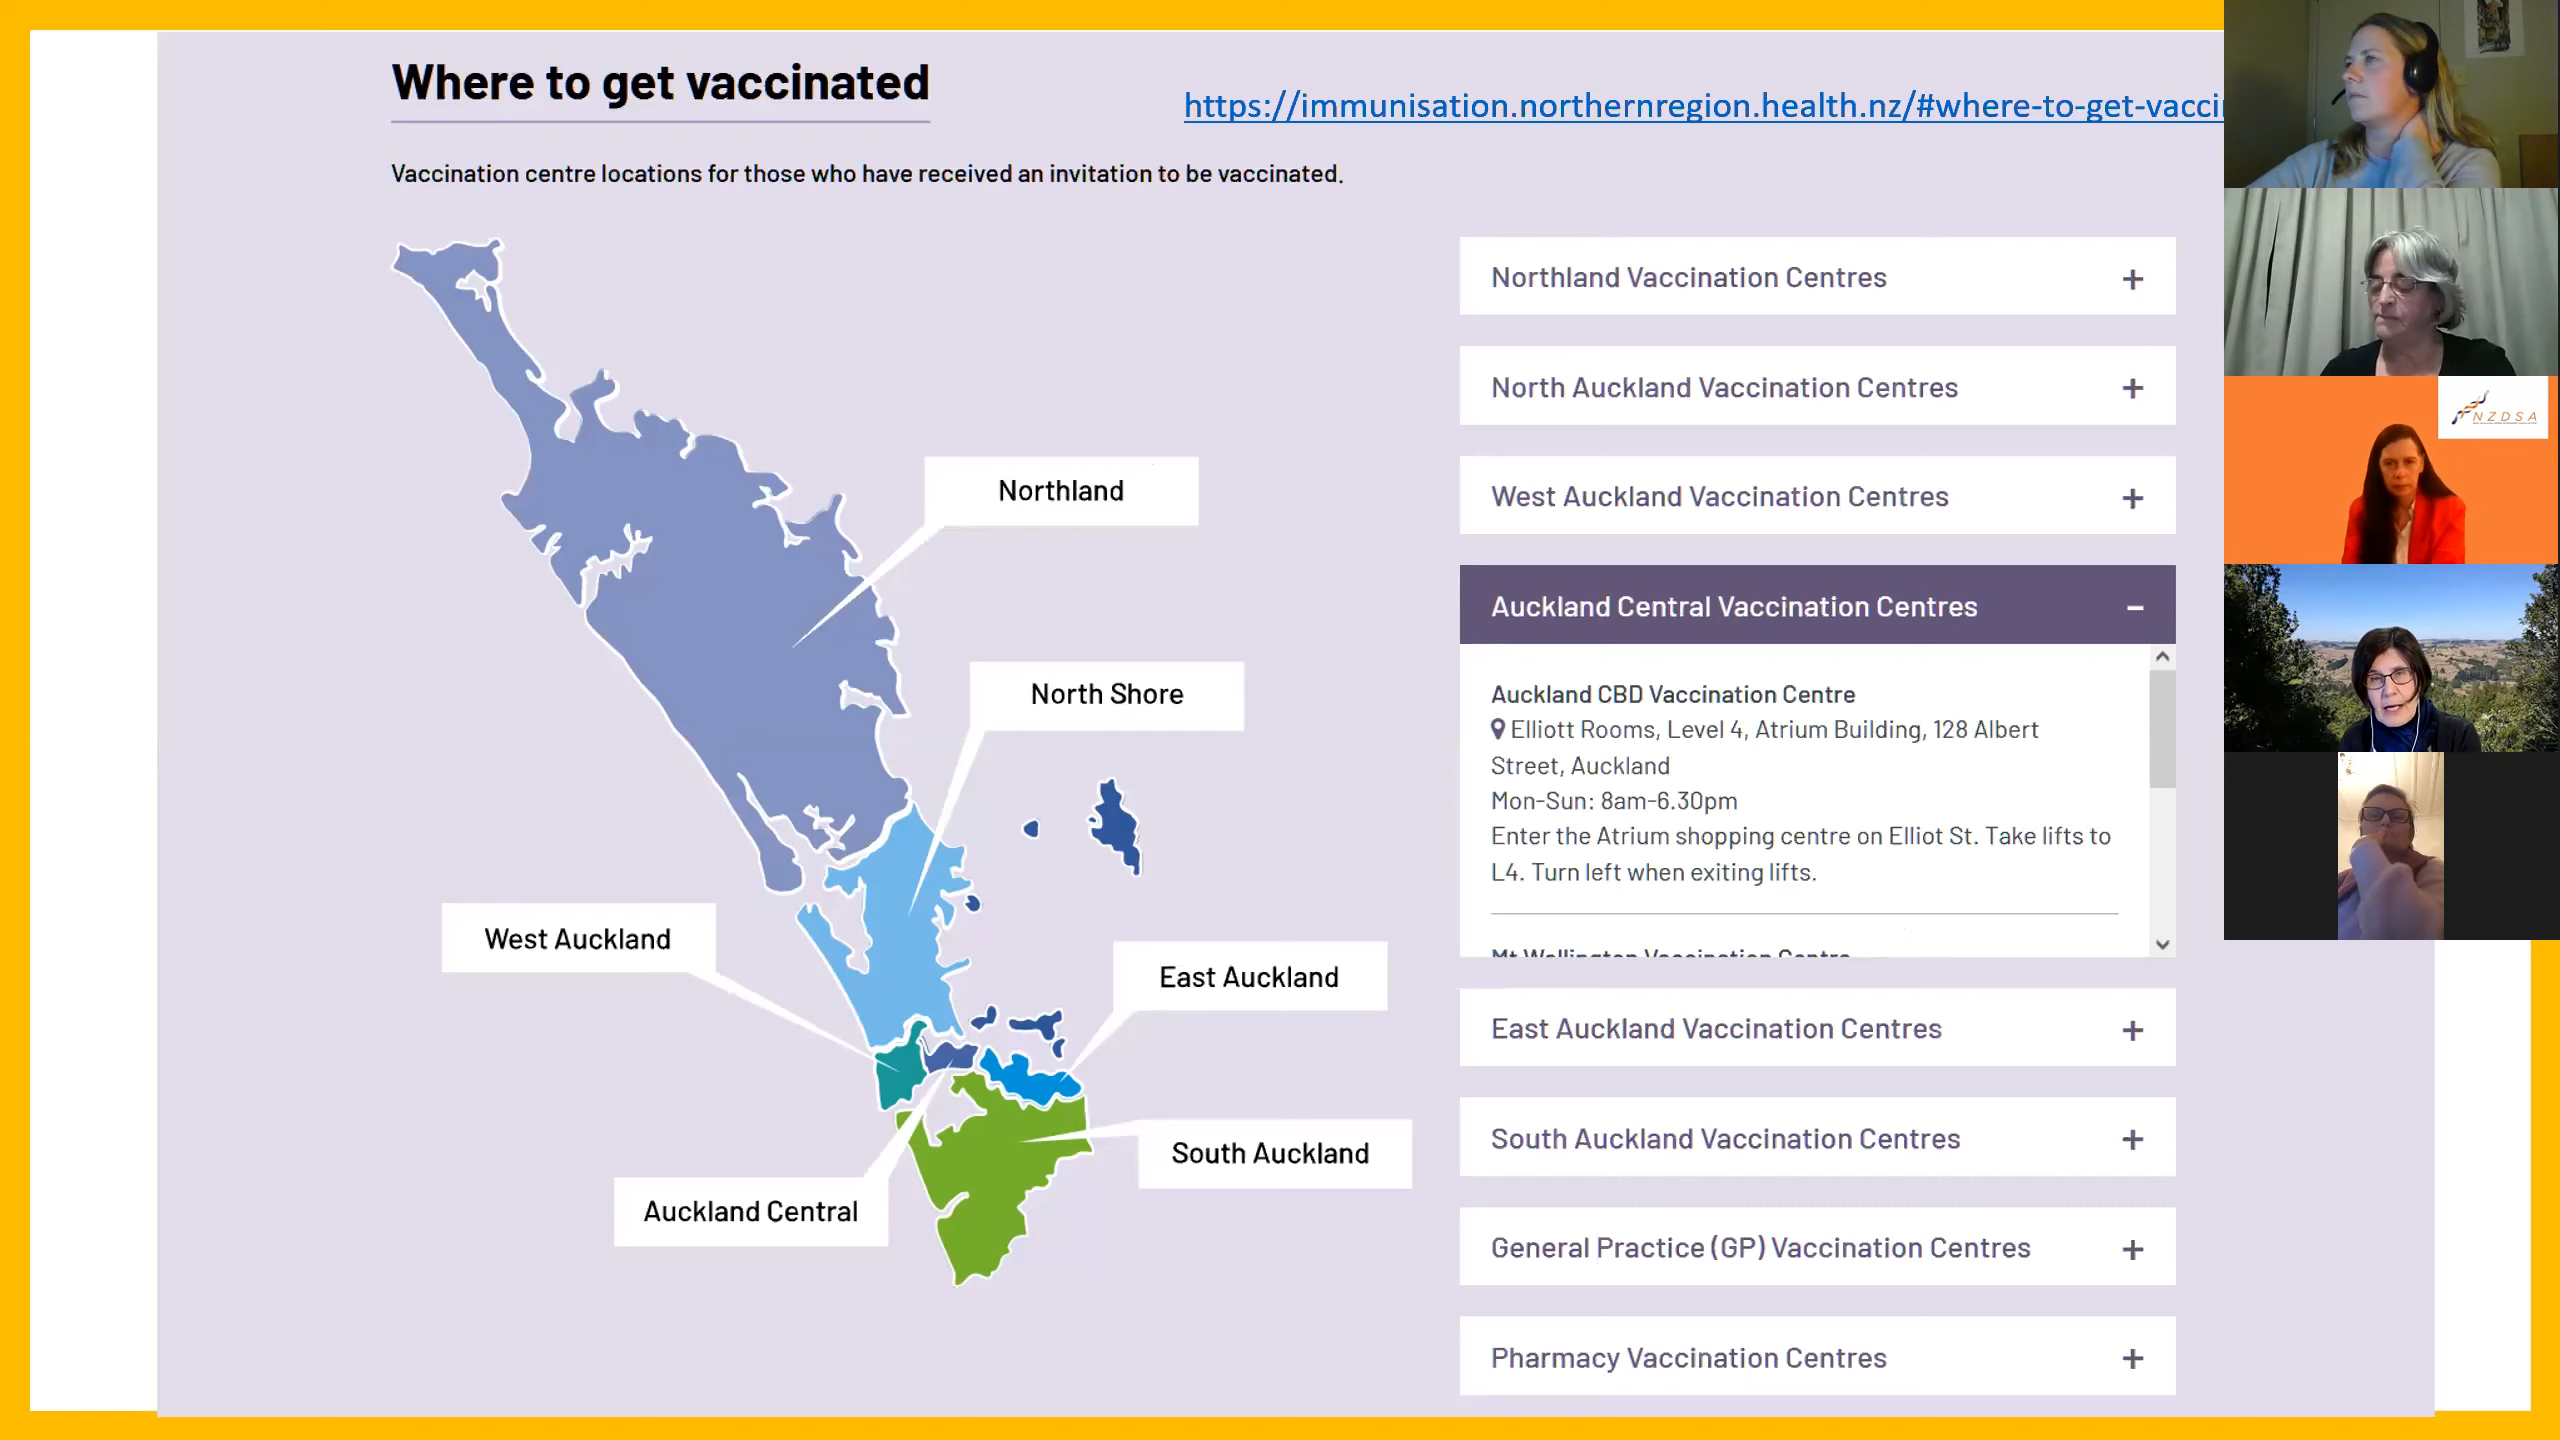 Where to get vaccinated
https://immunisation.northernregion.health.nz/#where-to-get-vacci
Vaccination centre locations for those who have received an invitation to be vaccinated.
Northland
North Shore
West Auckland
East Auckland
South Auckland
Auckland Central
Northland Vaccination Centres +
North Auckland Vaccination Centres +
West Auckland Vaccination Centres +
Auckland Central Vaccination Centres –
Auckland CBD Vaccination Centre
Elliott Rooms, Level 4, Atrium Building, 128 Albert
Street, Auckland
Mon-Sun: 8am-6.30pm
Enter the Atrium shopping centre on Elliot St. Take lifts to
L4. Turn left when exiting lifts.
Mt Wellington Vaccination Centre
East Auckland Vaccination Centres +
South Auckland Vaccination Centres +
General Practice (GP) Vaccination Centres +
Pharmacy Vaccination Centres +
NZDSA